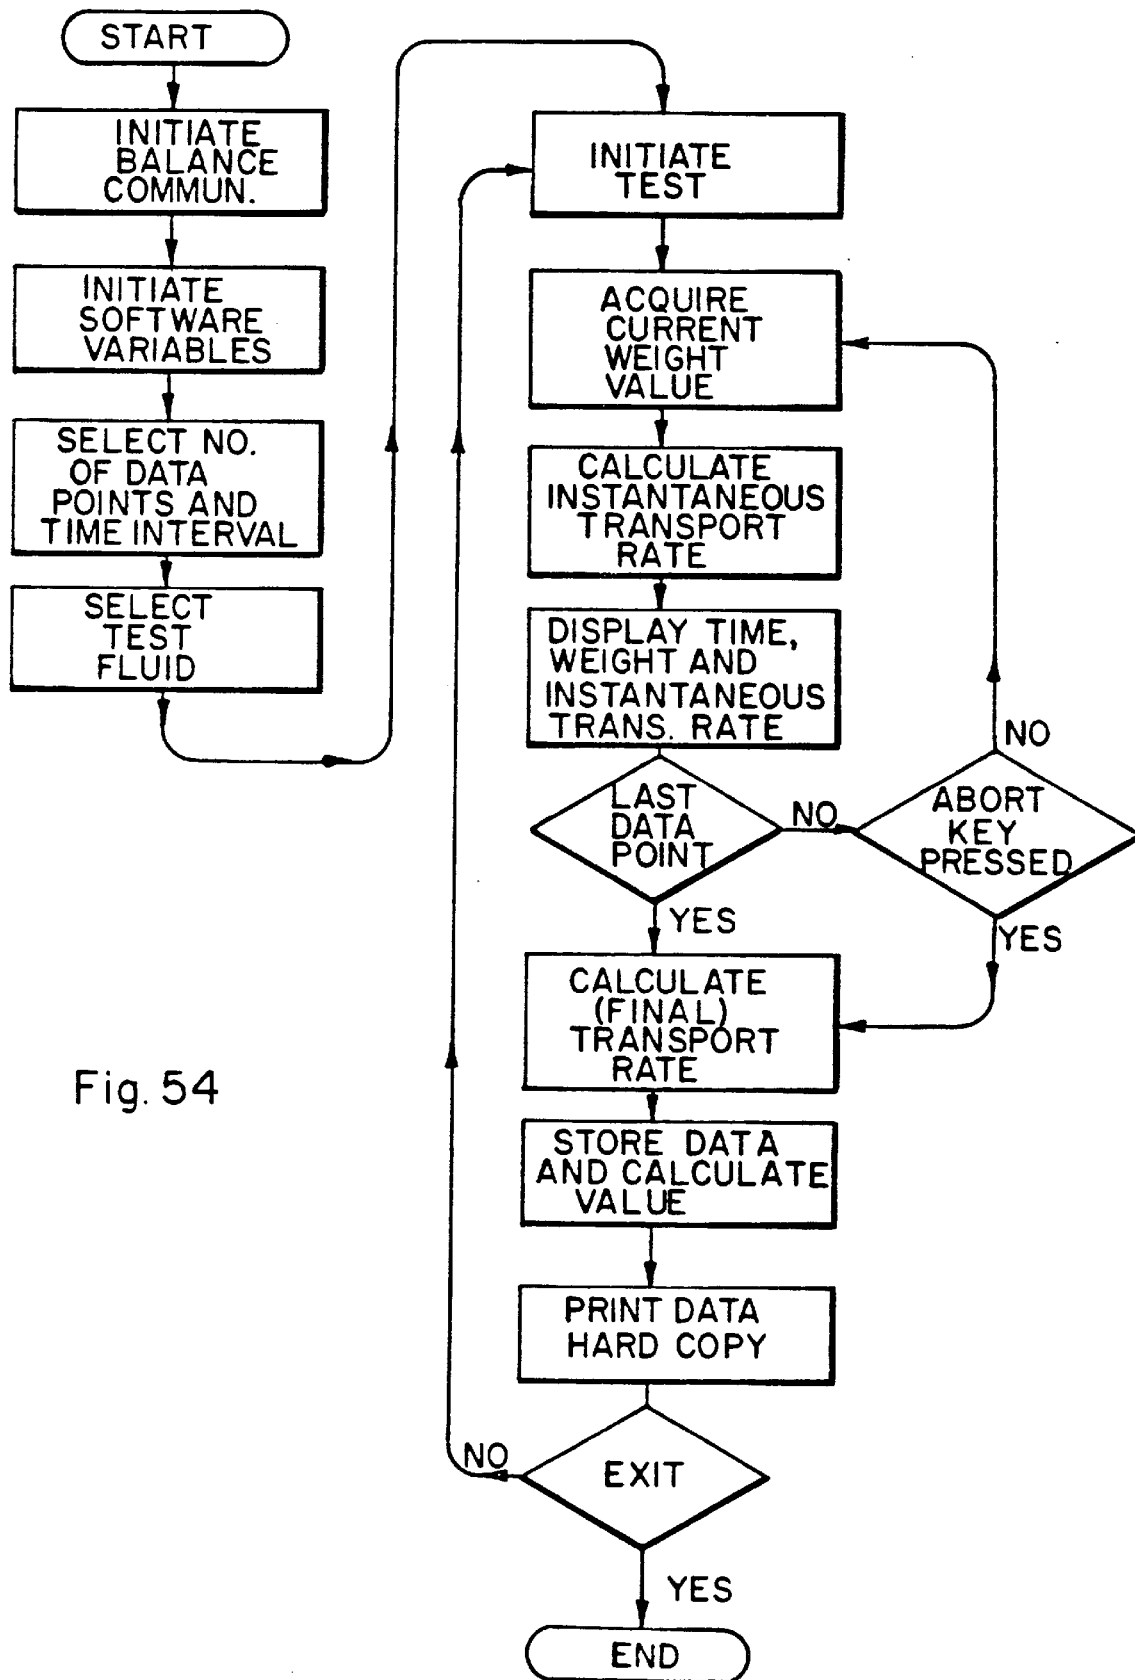 START
INITIATE
BALANCE
COMMUN.
INITIATE
SOFTWARE
VARIABLES
SELECT NO.
OF DATA
POINTS AND
TIME INTERVAL
SELECT
TEST
FLUID
INITIATE
TEST
ACQUIRE
CURRENT
WEIGHT
VALUE
CALCULATE
INSTANTANEOUS
TRANSPORT
RATE
DISPLAY TIME,
WEIGHT AND
INSTANTANEOUS
TRANS. RATE
LAST
DATA
POINT
NO
ABORT
KEY
PRESSED
NO
YES
YES
CALCULATE
(FINAL)
TRANSPORT
RATE
STORE DATA
AND CALCULATE
VALUE
PRINT DATA
HARD COPY
EXIT
NO
YES
END
Fig. 54